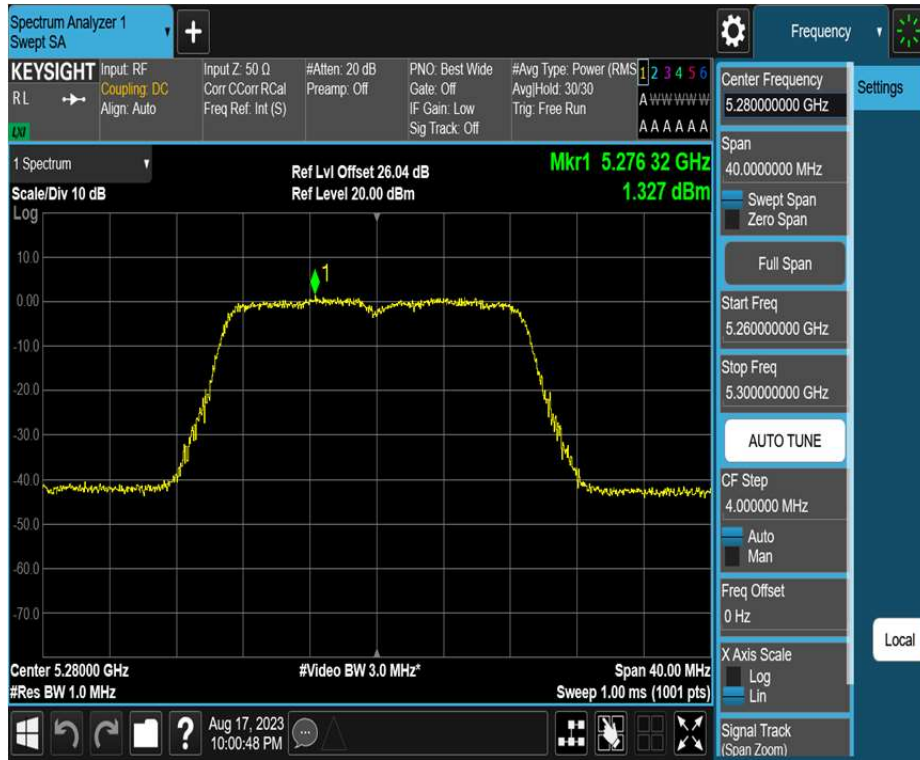 Spectrum Analyzer 1
Swept SA
Frequency
KEYSIGHT
RL
LXI
Input: RF
Coupling: DC
Align: Auto
Input Z: 50 Ω
Corr CCorr RCal
Freq Ref: Int (S)
#Atten: 20 dB
Preamp: Off
PNO: Best Wide
Gate: Off
IF Gain: Low
Sig Track: Off
#Avg Type: Power (RMS
Avg|Hold: 30/30
Trig: Free Run
1 2 3 4 5 6
A W W W W W
A A A A A A
1 Spectrum
Scale/Div 10 dB
Ref Lvl Offset 26.04 dB
Ref Level 20.00 dBm
Mkr1 5.276 32 GHz
1.327 dBm
Log
10.0
0.00
-10.0
-20.0
-30.0
-40.0
-50.0
-60.0
-70.0
1
Center 5.28000 GHz
#Video BW 3.0 MHz*
Span 40.00 MHz
#Res BW 1.0 MHz
Sweep 1.00 ms (1001 pts)
?
Aug 17, 2023
10:00:48 PM
Center Frequency
5.280000000 GHz
Span
40.0000000 MHz
Swept Span
Zero Span
Full Span
Start Freq
5.260000000 GHz
Stop Freq
5.300000000 GHz
AUTO TUNE
CF Step
4.000000 MHz
Auto
Man
Freq Offset
0 Hz
X Axis Scale
Log
Lin
Signal Track
(Span Zoom)
Settings
Local